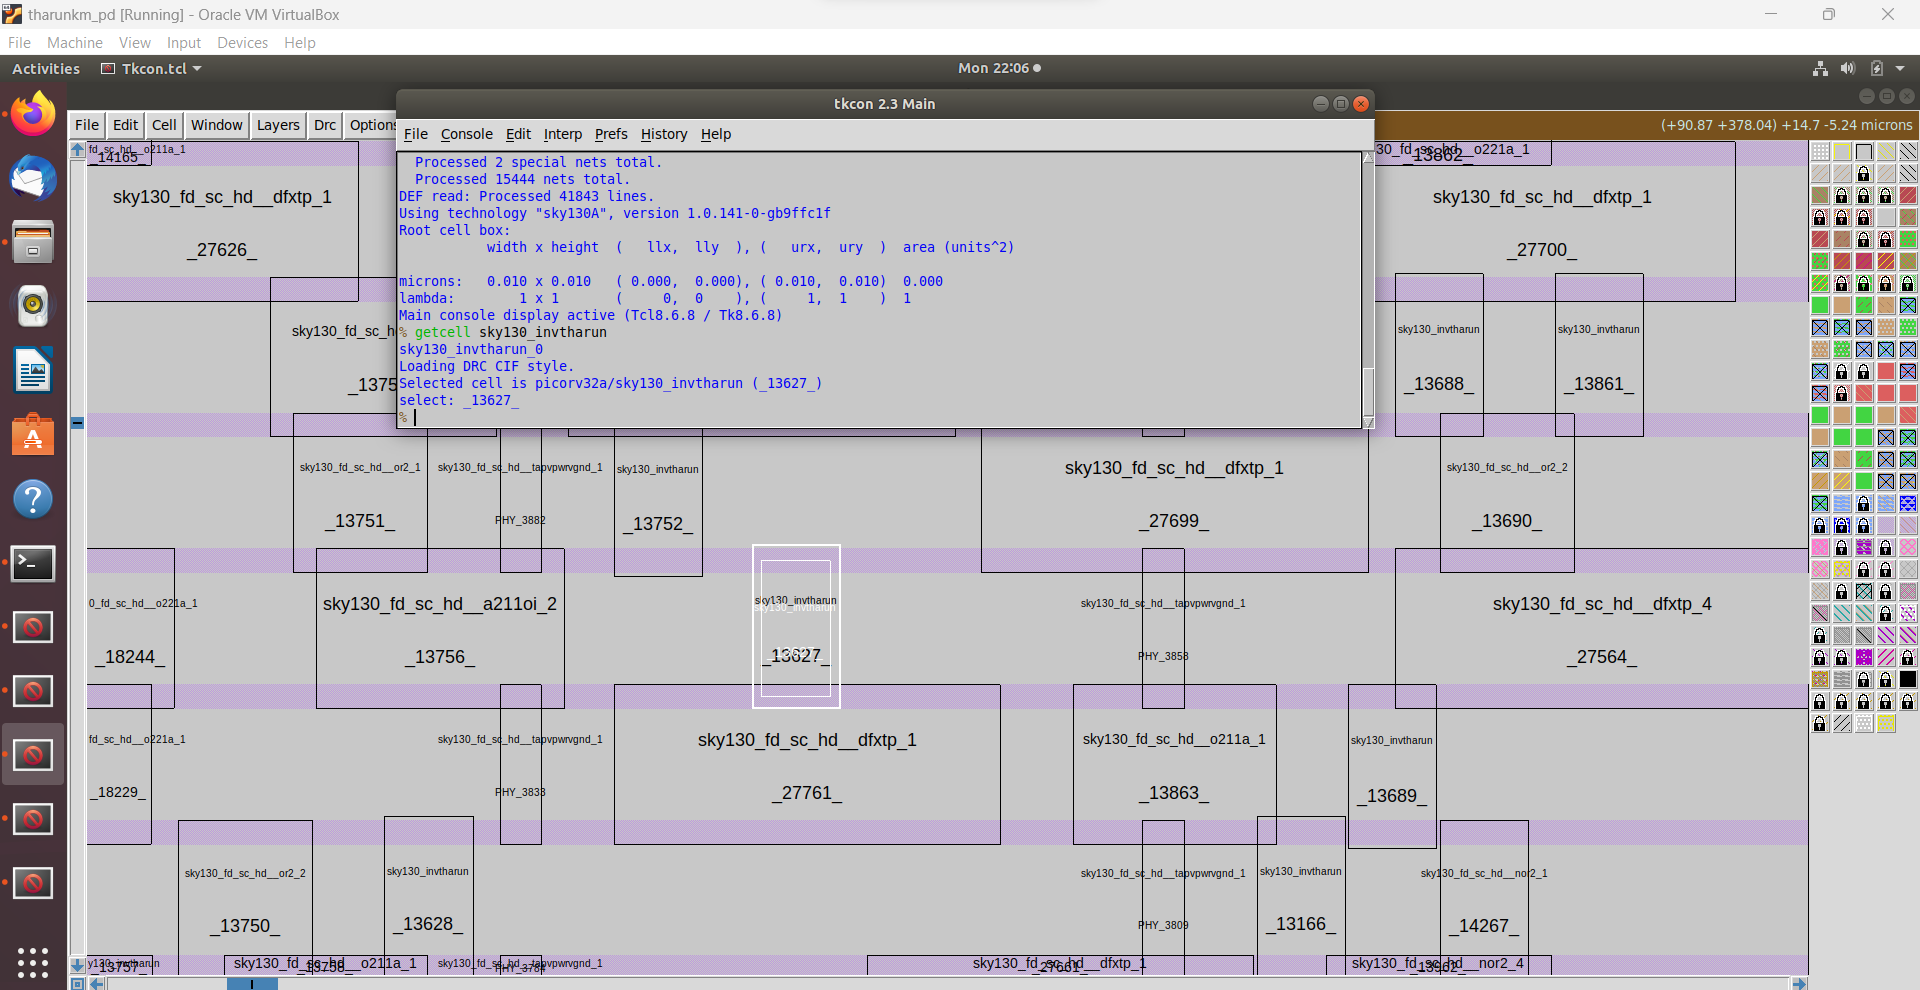 tharunkm_pd [Running] - Oracle VM VirtualBox
File Machine View Input Devices Help
Activities Tkcon.tcl Mon 22:06
tkcon 2.3 Main
File Edit Cell Window Layers Drc Options
(+90.87 +378.04) +14.7 -5.24 microns
File Console Edit Interp Prefs History Help
Processed 2 special nets total.
Processed 15444 nets total.
DEF read: Processed 41843 lines.
Using technology "sky130A", version 1.0.141-0-gb9ffc1f
Root cell box:
width x height ( llx, lly ), ( urx, ury ) area (units^2)
microns: 0.010 x 0.010 ( 0.000, 0.000), ( 0.010, 0.010) 0.000
lambda: 1 x 1 ( 0, 0 ), ( 1, 1 ) 1
Main console display active (Tcl8.6.8 / Tk8.6.8)
% getcell sky130_invtharun
sky130_invtharun_0
Loading DRC CIF style.
Selected cell is picorv32a/sky130_invtharun (_13627_)
select: _13627_
%
fd_sc_hd__o211a_1
_14165_
30_fd_sc_hd__o221a_1
_13862_
sky130_fd_sc_hd__dfxtp_1
_27626_
sky130_fd_sc_hd__dfxtp_1
_27700_
sky130_fd_sc_h
_1375
sky130_invtharun
_13688_
sky130_invtharun
_13861_
sky130_fd_sc_hd__or2_1
_13751_
sky130_fd_sc_hd__tapvpwrvgnd_1
PHY_3882
sky130_invtharun
_13752_
sky130_fd_sc_hd__dfxtp_1
_27699_
sky130_fd_sc_hd__or2_2
_13690_
0_fd_sc_hd__o221a_1
_18244_
sky130_fd_sc_hd__a211oi_2
_13756_
sky130_invtharun
sky130_invtharun
_13627_
sky130_fd_sc_hd__tapvpwrvgnd_1
PHY_3858
sky130_fd_sc_hd__dfxtp_4
_27564_
fd_sc_hd__o221a_1
_18229_
sky130_fd_sc_hd__tapvpwrvgnd_1
PHY_3833
sky130_fd_sc_hd__dfxtp_1
_27761_
sky130_fd_sc_hd__o211a_1
_13863_
sky130_invtharun
_13689_
sky130_fd_sc_hd__or2_2
_13750_
sky130_invtharun
_13628_
sky130_fd_sc_hd__tapvpwrvgnd_1
PHY_3809
sky130_invtharun
_13166_
sky130_fd_sc_hd__nor2_1
_14267_
y130_invtharun
_13757_
sky130_fd_sc_hd__o211a_1
_13758_
sky130_fd_sc_hd__tapvpwrvgnd_1
PHY_3784
sky130_fd_sc_hd__dfxtp_1
_27661_
sky130_fd_sc_hd__nor2_4